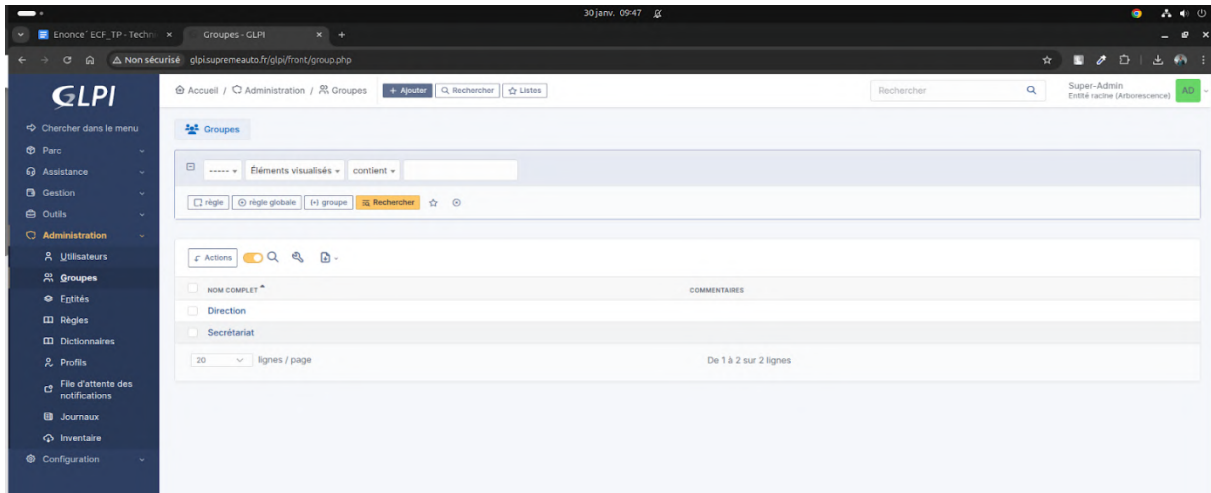 30 janv. 09:47
Enonce ECF_TP - Techni
Groupes - GLPI
Non sécurisé glpi.supremeauto.fr/glpi/front/group.php
GLPI
Accueil / Administration / Groupes + Ajouter Rechercher Listes
Rechercher
Super-Admin
Entité racine (Arborescence)
AD
Chercher dans le menu
Parc
Assistance
Gestion
Outils
Administration
Utilisateurs
Groupes
Entités
Règles
Dictionnaires
Profils
File d'attente des
notifications
Journaux
Inventaire
Configuration
Groupes
----- Éléments visualisés contient
règle règle globale (+) groupe Rechercher
Actions
NOM COMPLET COMMENTAIRES
Direction
Secrétariat
20 lignes / page De 1 à 2 sur 2 lignes